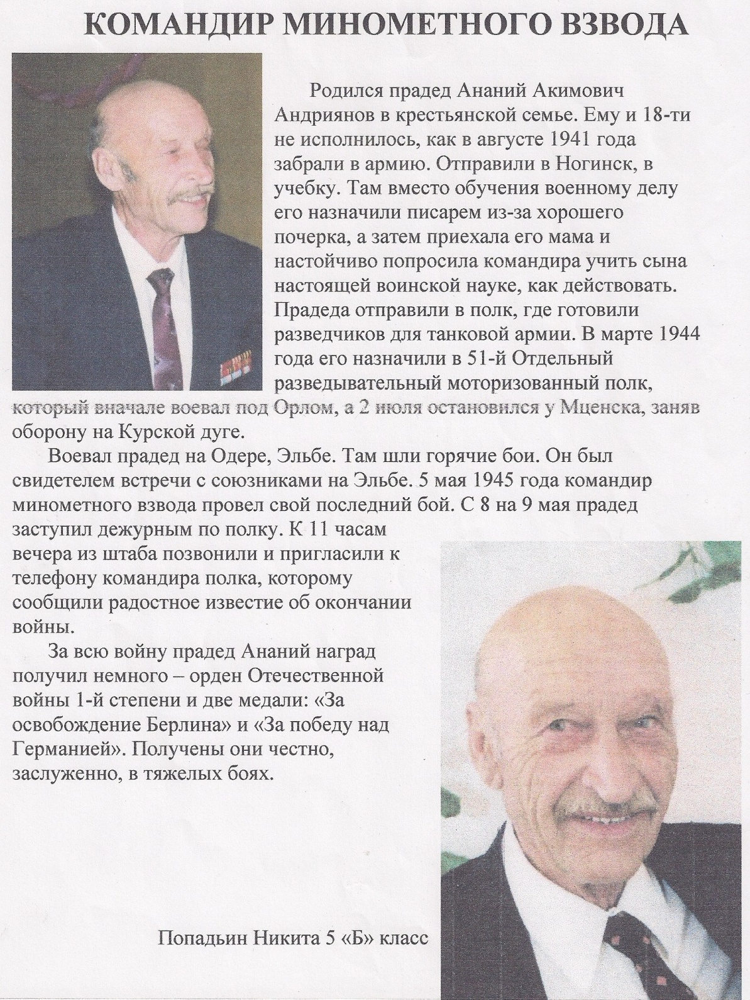 КОМАНДИР МИНОМЕТНОГО ВЗВОДА
Родился прадед Ананий Акимович
Андриянов в крестьянской семье. Ему и 18-ти
не исполнилось, как в августе 1941 года
забрали в армию. Отправили в Ногинск, в
учебку. Там вместо обучения военному делу
его назначили писарем из-за хорошего
почерка, а затем приехала его мама и
настойчиво попросила командира учить сына
настоящей воинской науке, как действовать.
Прадеда отправили в полк, где готовили
разведчиков для танковой армии. В марте 1944
года его назначили в 51-й Отдельный
разведывательный моторизованный полк,
который вначале воевал под Орлом, а 2 июля остановился у Мценска, заняв
оборону на Курской дуге.
Воевал прадед на Одере, Эльбе. Там шли горячие бои. Он был
свидетелем встречи с союзниками на Эльбе. 5 мая 1945 года командир
минометного взвода провел свой последний бой. С 8 на 9 мая прадед
заступил дежурным по полку. К 11 часам
вечера из штаба позвонили и пригласили к
телефону командира полка, которому
сообщили радостное известие об окончании
войны.
За всю войну прадед Ананий наград
получил немного – орден Отечественной
войны 1-й степени и две медали: «За
освобождение Берлина» и «За победу над
Германией». Получены они честно,
заслуженно, в тяжелых боях.
Попадьин Никита 5 «Б» класс